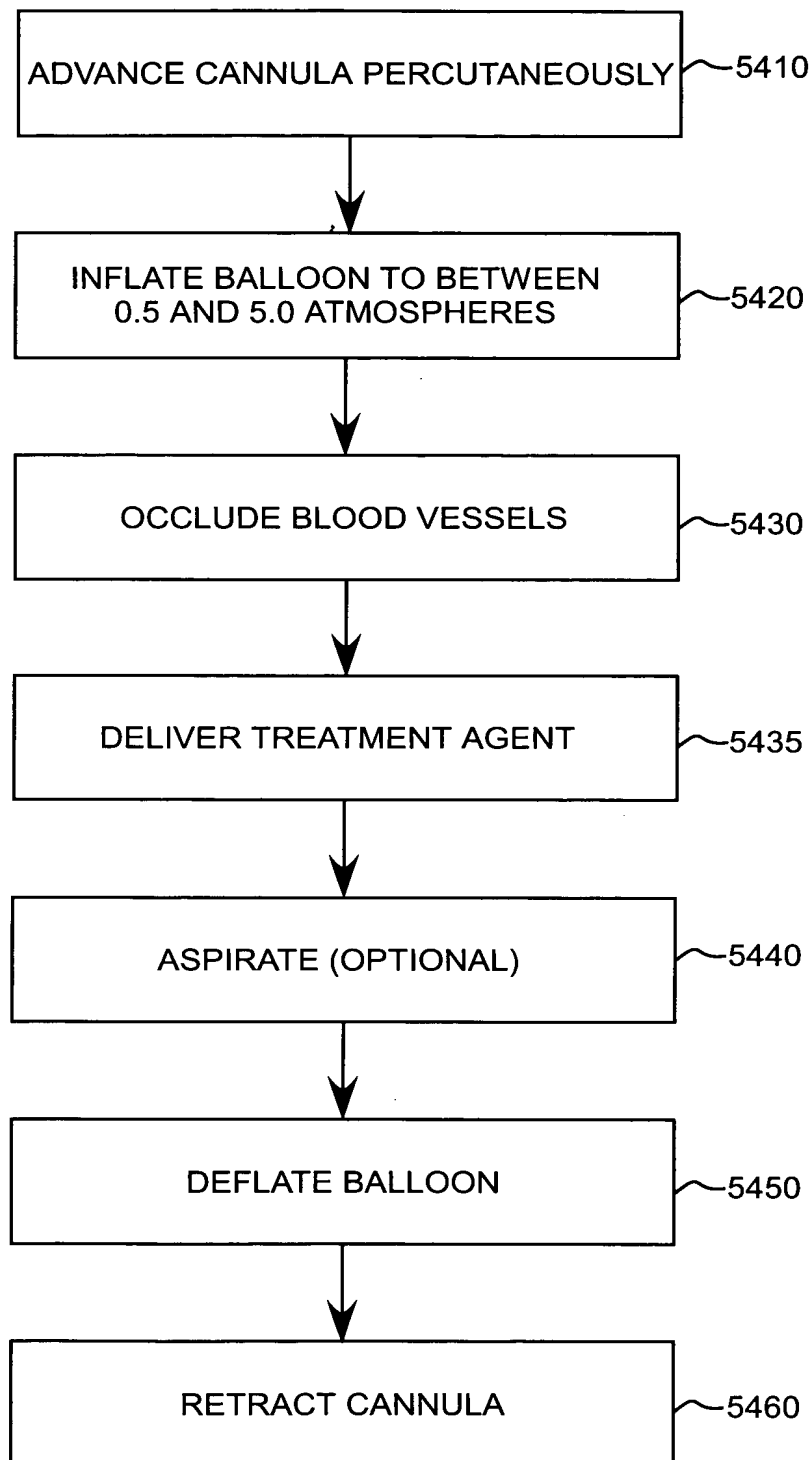 ADVANCE CANNULA PERCUTANEOUSLY
5410
INFLATE BALLOON TO BETWEEN
0.5 AND 5.0 ATMOSPHERES
5420
OCCLUDE BLOOD VESSELS
5430
DELIVER TREATMENT AGENT
5435
ASPIRATE (OPTIONAL)
5440
DEFLATE BALLOON
5450
RETRACT CANNULA
5460